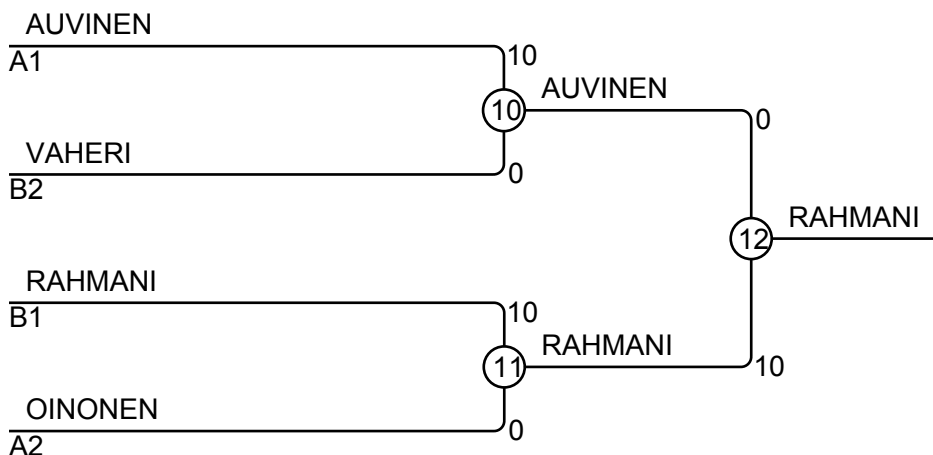 AUVINEN
A1
10
10
AUVINEN
VAHERI
B2
0
0
12
RAHMANI
RAHMANI
B1
10
11
RAHMANI
10
OINONEN
A2
0